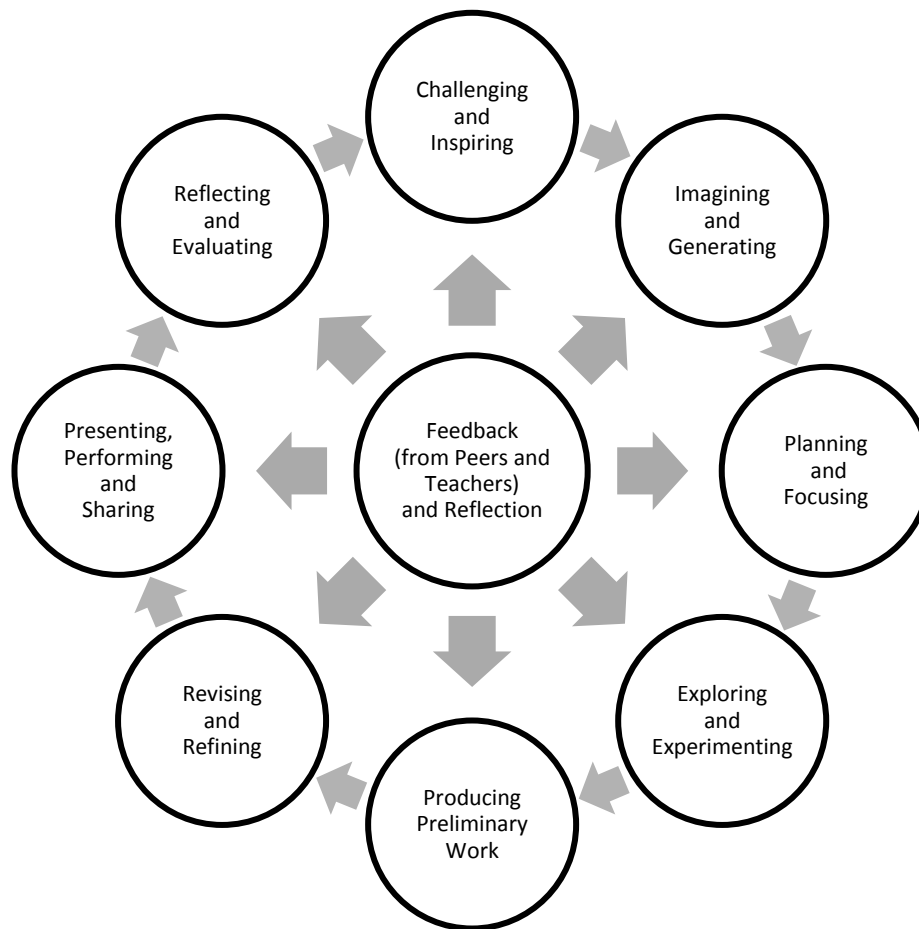 Challenging
and
Inspiring
Imagining
and
Generating
Planning
and
Focusing
Exploring
and
Experimenting
Producing
Preliminary
Work
Revising
and
Refining
Presenting,
Performing
and
Sharing
Reflecting
and
Evaluating
Feedback
(from Peers and
Teachers)
and Reflection